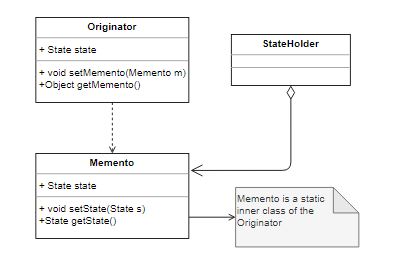 Originator
+ State state
+ void setMemento(Memento m)
+Object getMemento()
StateHolder
Memento
+ State state
+ void setState(State s)
+State getState()
Memento is a static
inner class of the
Originator